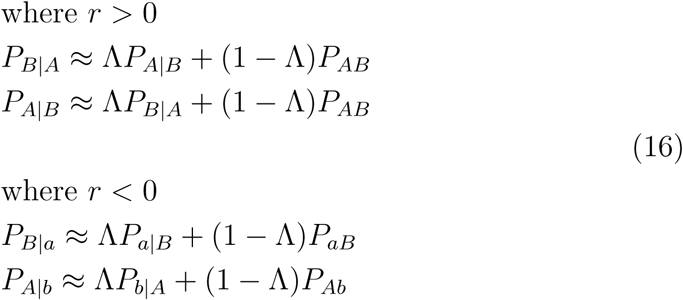 where r > 0
P_{B|A} ≈ ΛP_{A|B} + (1 − Λ)P_{AB}
P_{A|B} ≈ ΛP_{B|A} + (1 − Λ)P_{AB}
(16)
where r < 0
P_{B|a} ≈ ΛP_{a|B} + (1 − Λ)P_{aB}
P_{A|b} ≈ ΛP_{b|A} + (1 − Λ)P_{Ab}